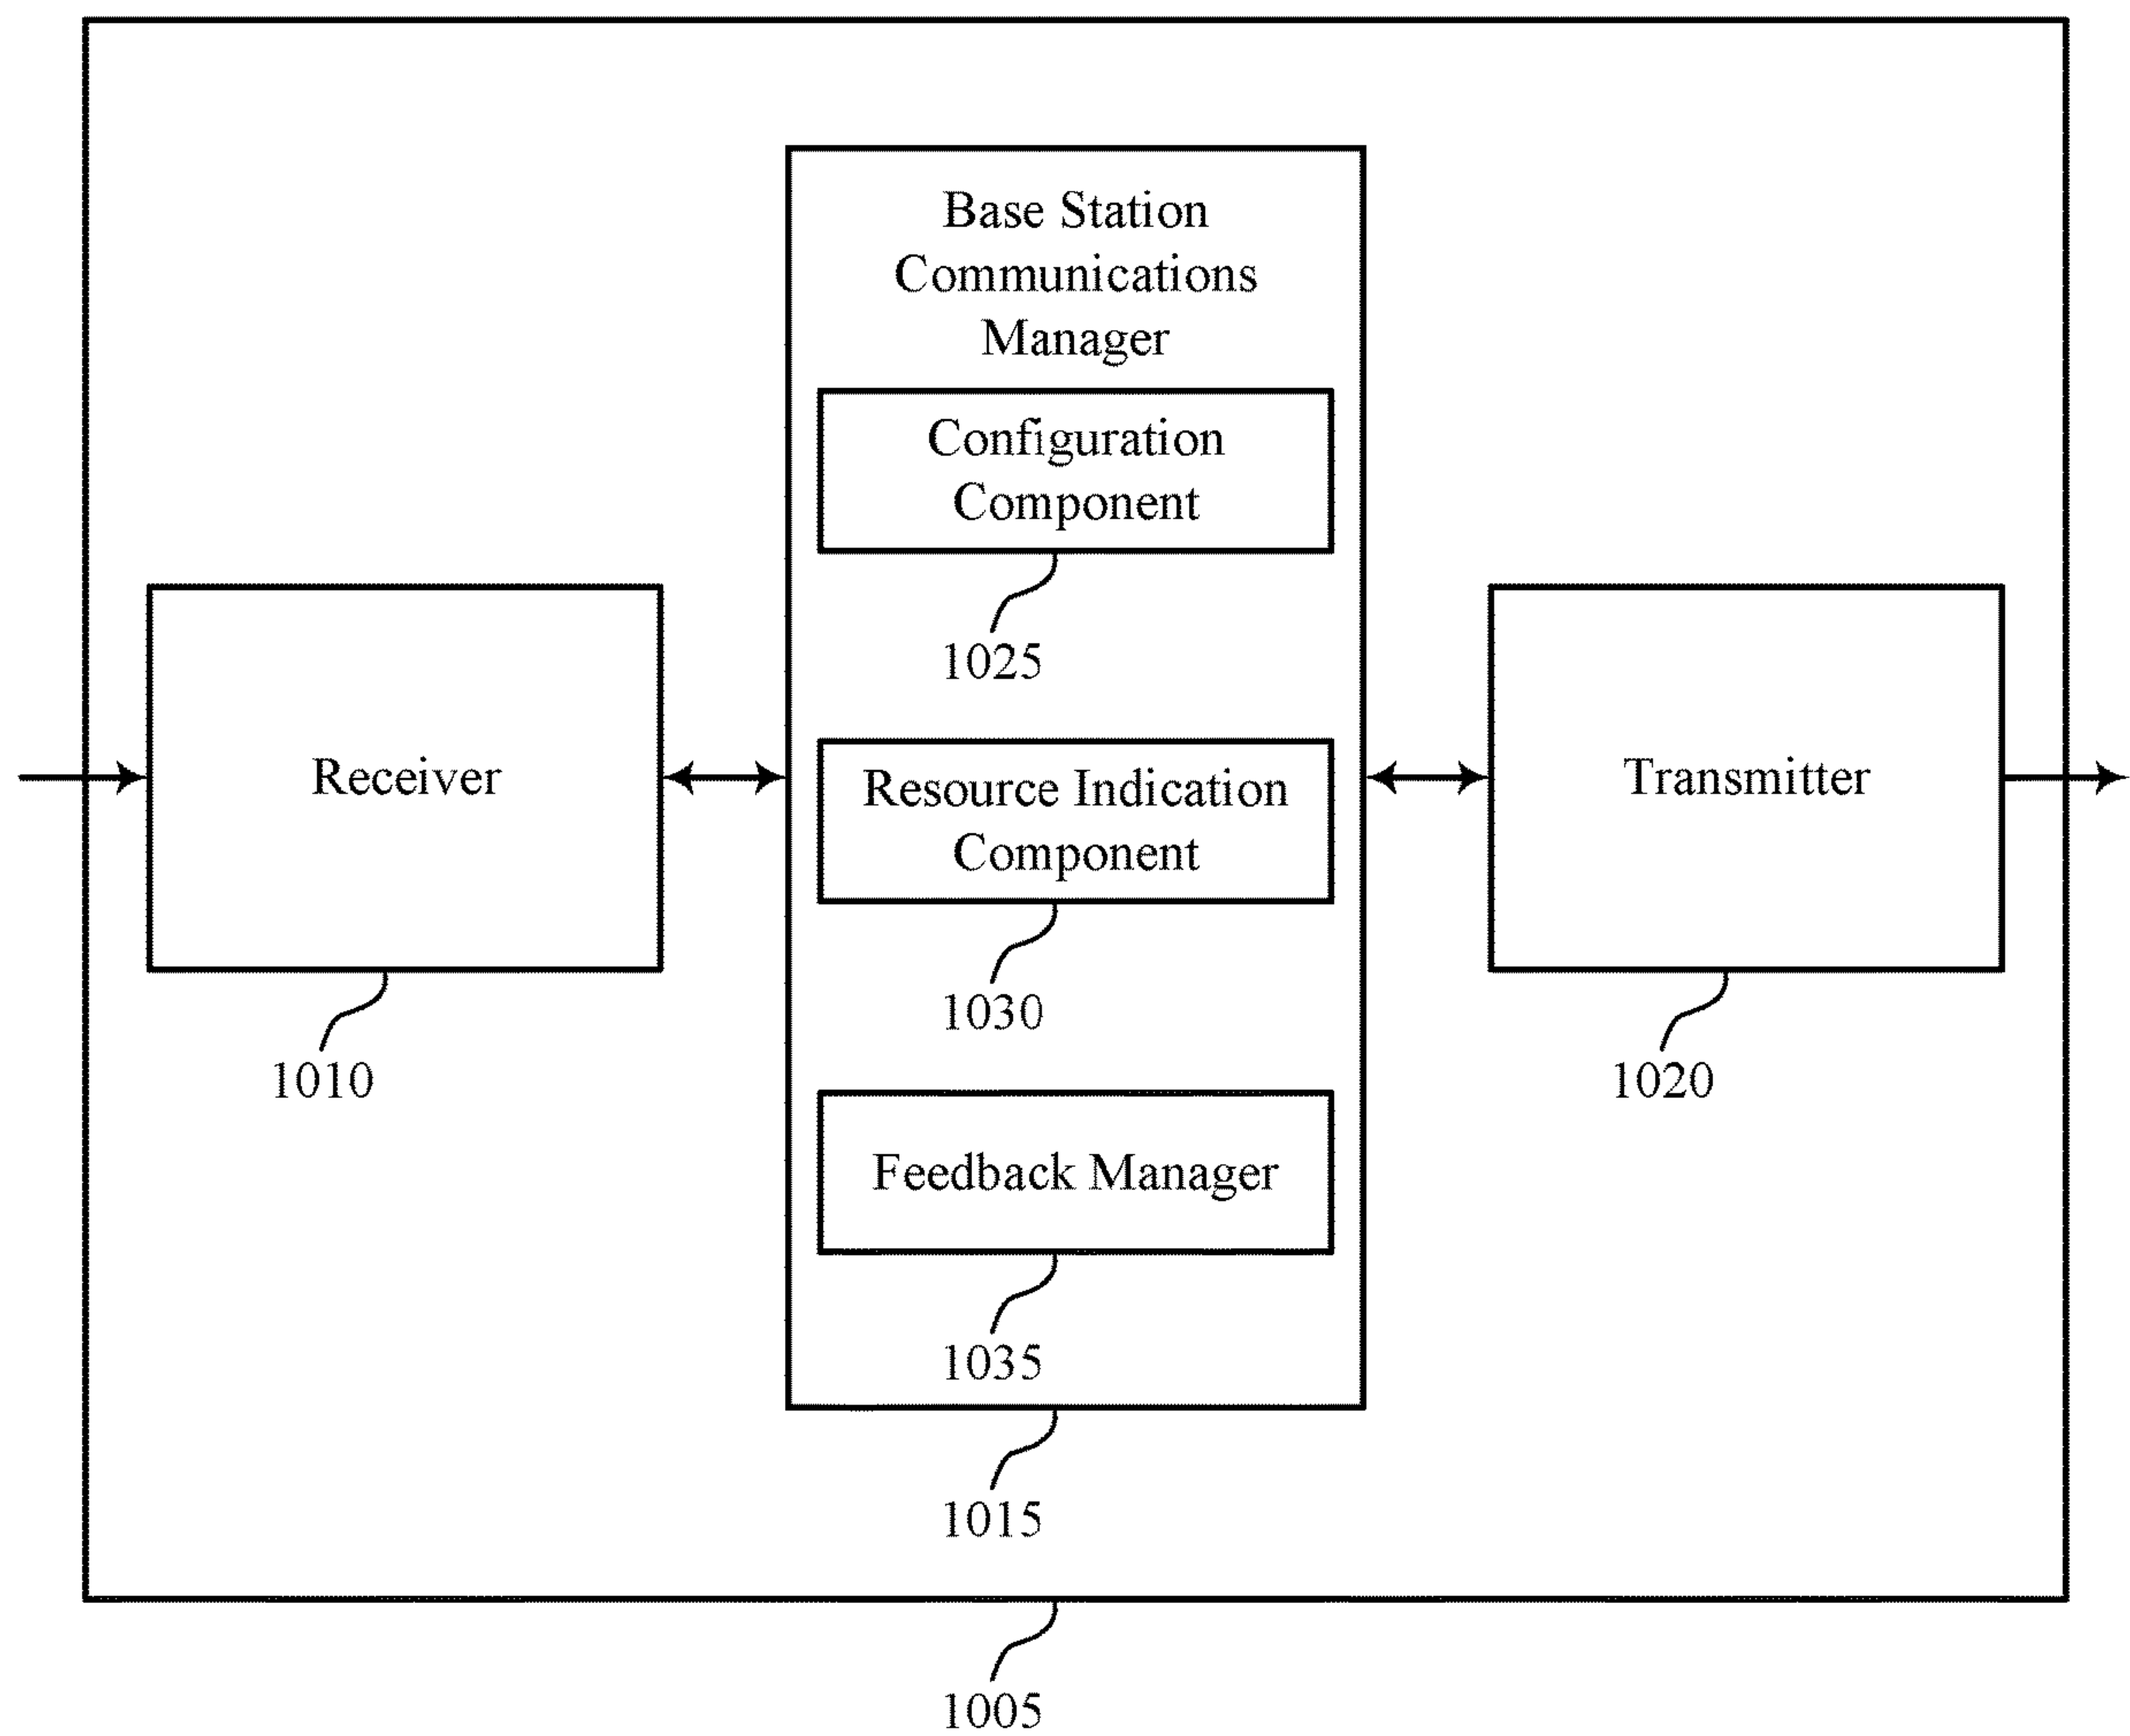 Base Station
Communications
Manager
Configuration
Component
1025
Receiver
1010
Resource Indication
Component
1030
Transmitter
1020
Feedback Manager
1035
1015
1005